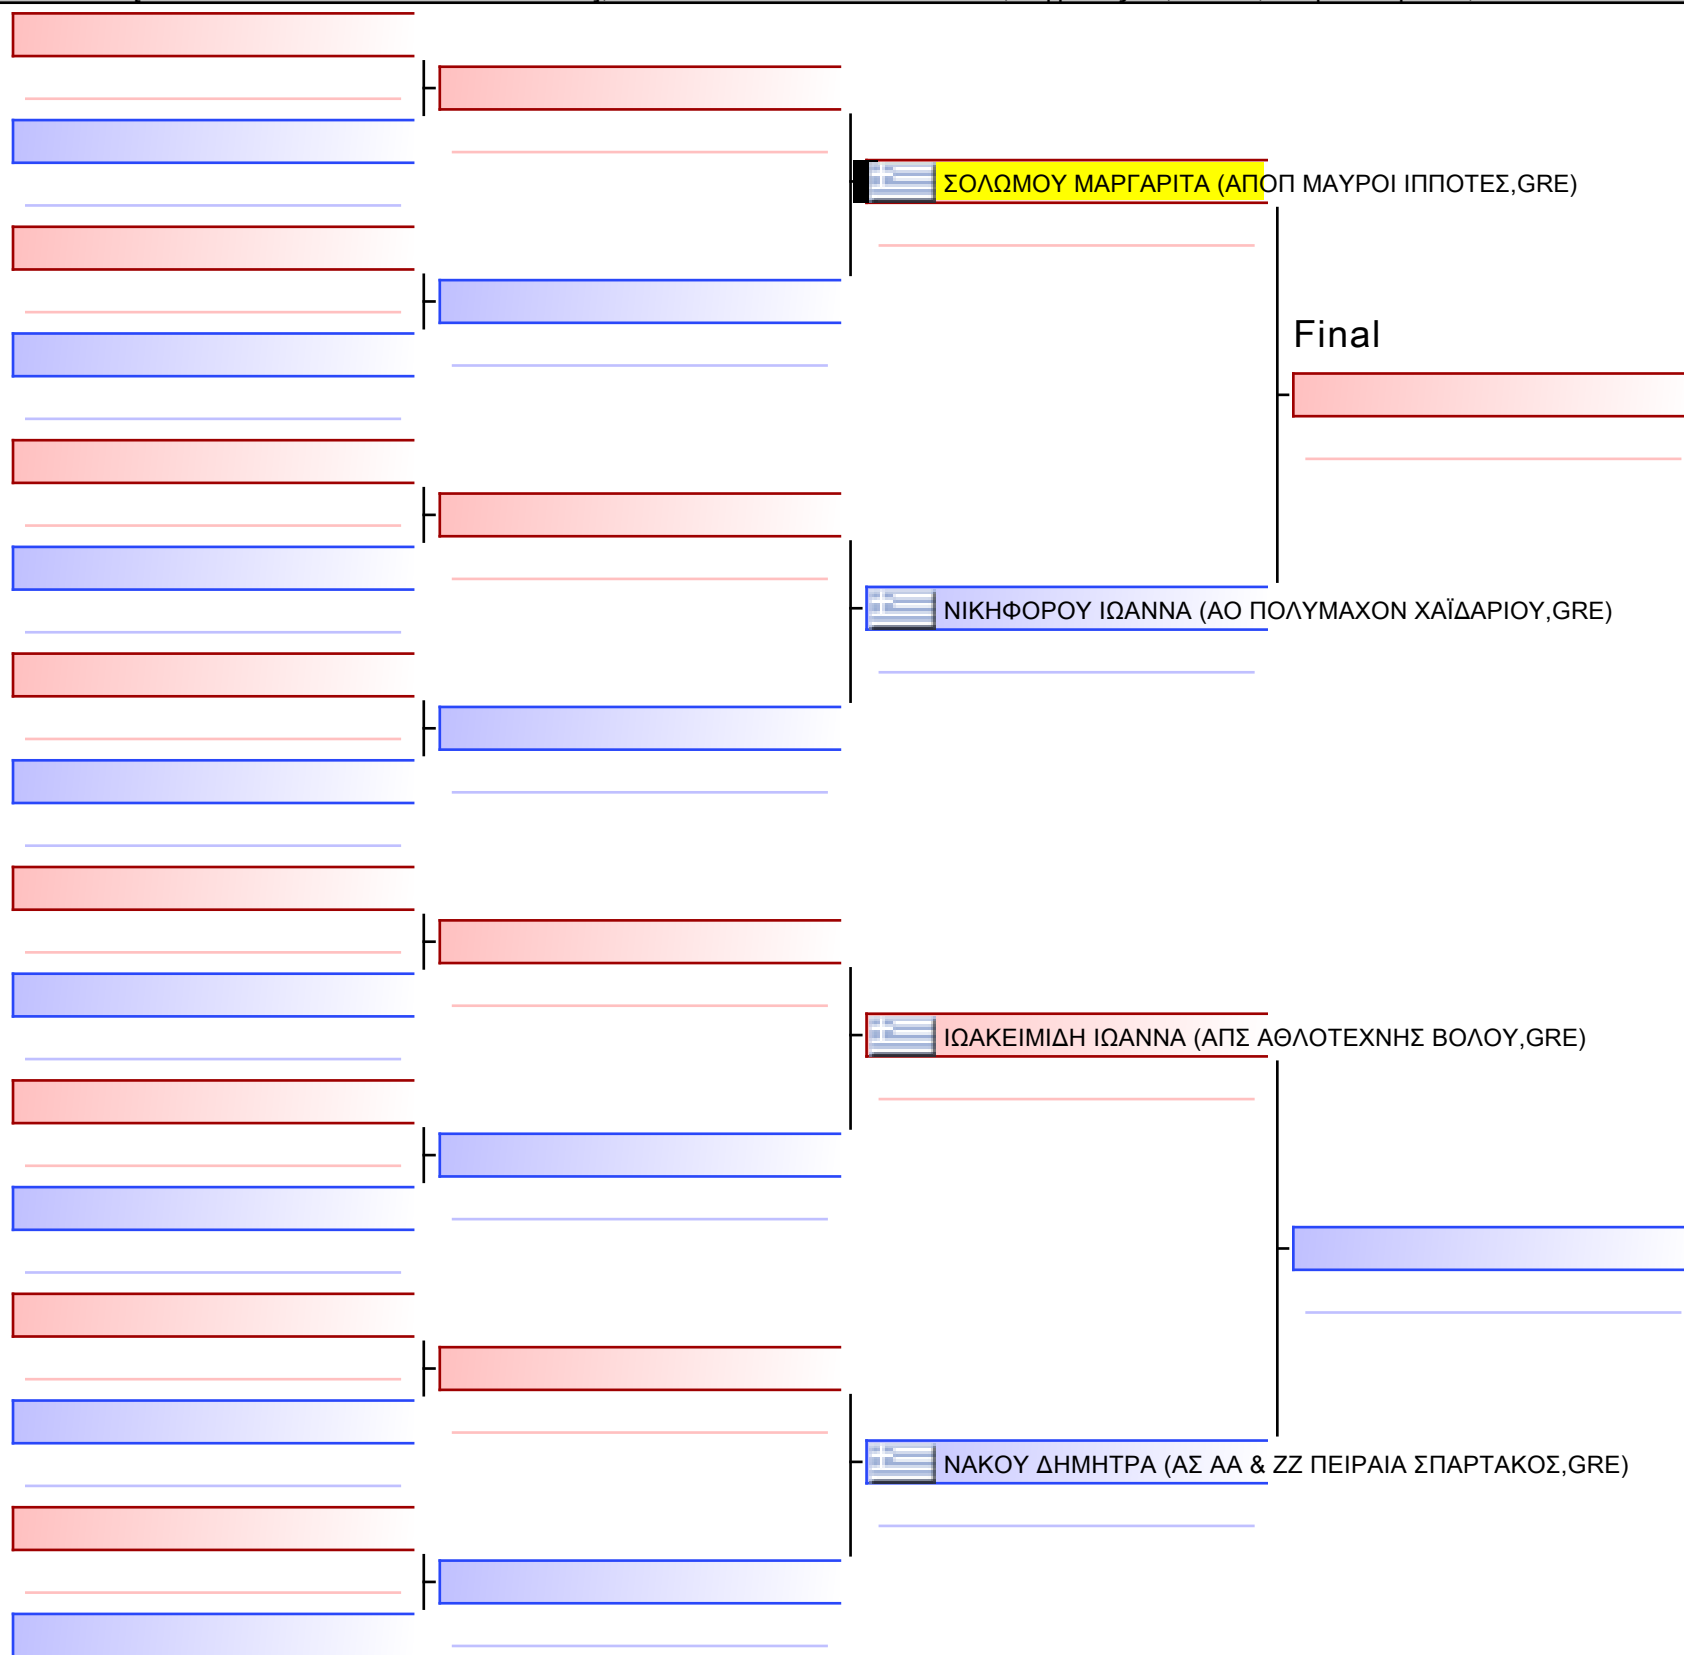 ΣΟΛΩΜΟΥ ΜΑΡΓΑΡΙΤΑ (ΑΠΟΠ ΜΑΥΡΟΙ ΙΠΠΟΤΕΣ,GRE)
Final
ΝΙΚΗΦΟΡΟΥ ΙΩΑΝΝΑ (ΑΟ ΠΟΛΥΜΑΧΟΝ ΧΑΪΔΑΡΙΟΥ,GRE)
ΙΩΑΚΕΙΜΙΔΗ ΙΩΑΝΝΑ (ΑΠΣ ΑΘΛΟΤΕΧΝΗΣ ΒΟΛΟΥ,GRE)
ΝΑΚΟΥ ΔΗΜΗΤΡΑ (ΑΣ ΑΑ & ΖΖ ΠΕΙΡΑΙΑ ΣΠΑΡΤΑΚΟΣ,GRE)